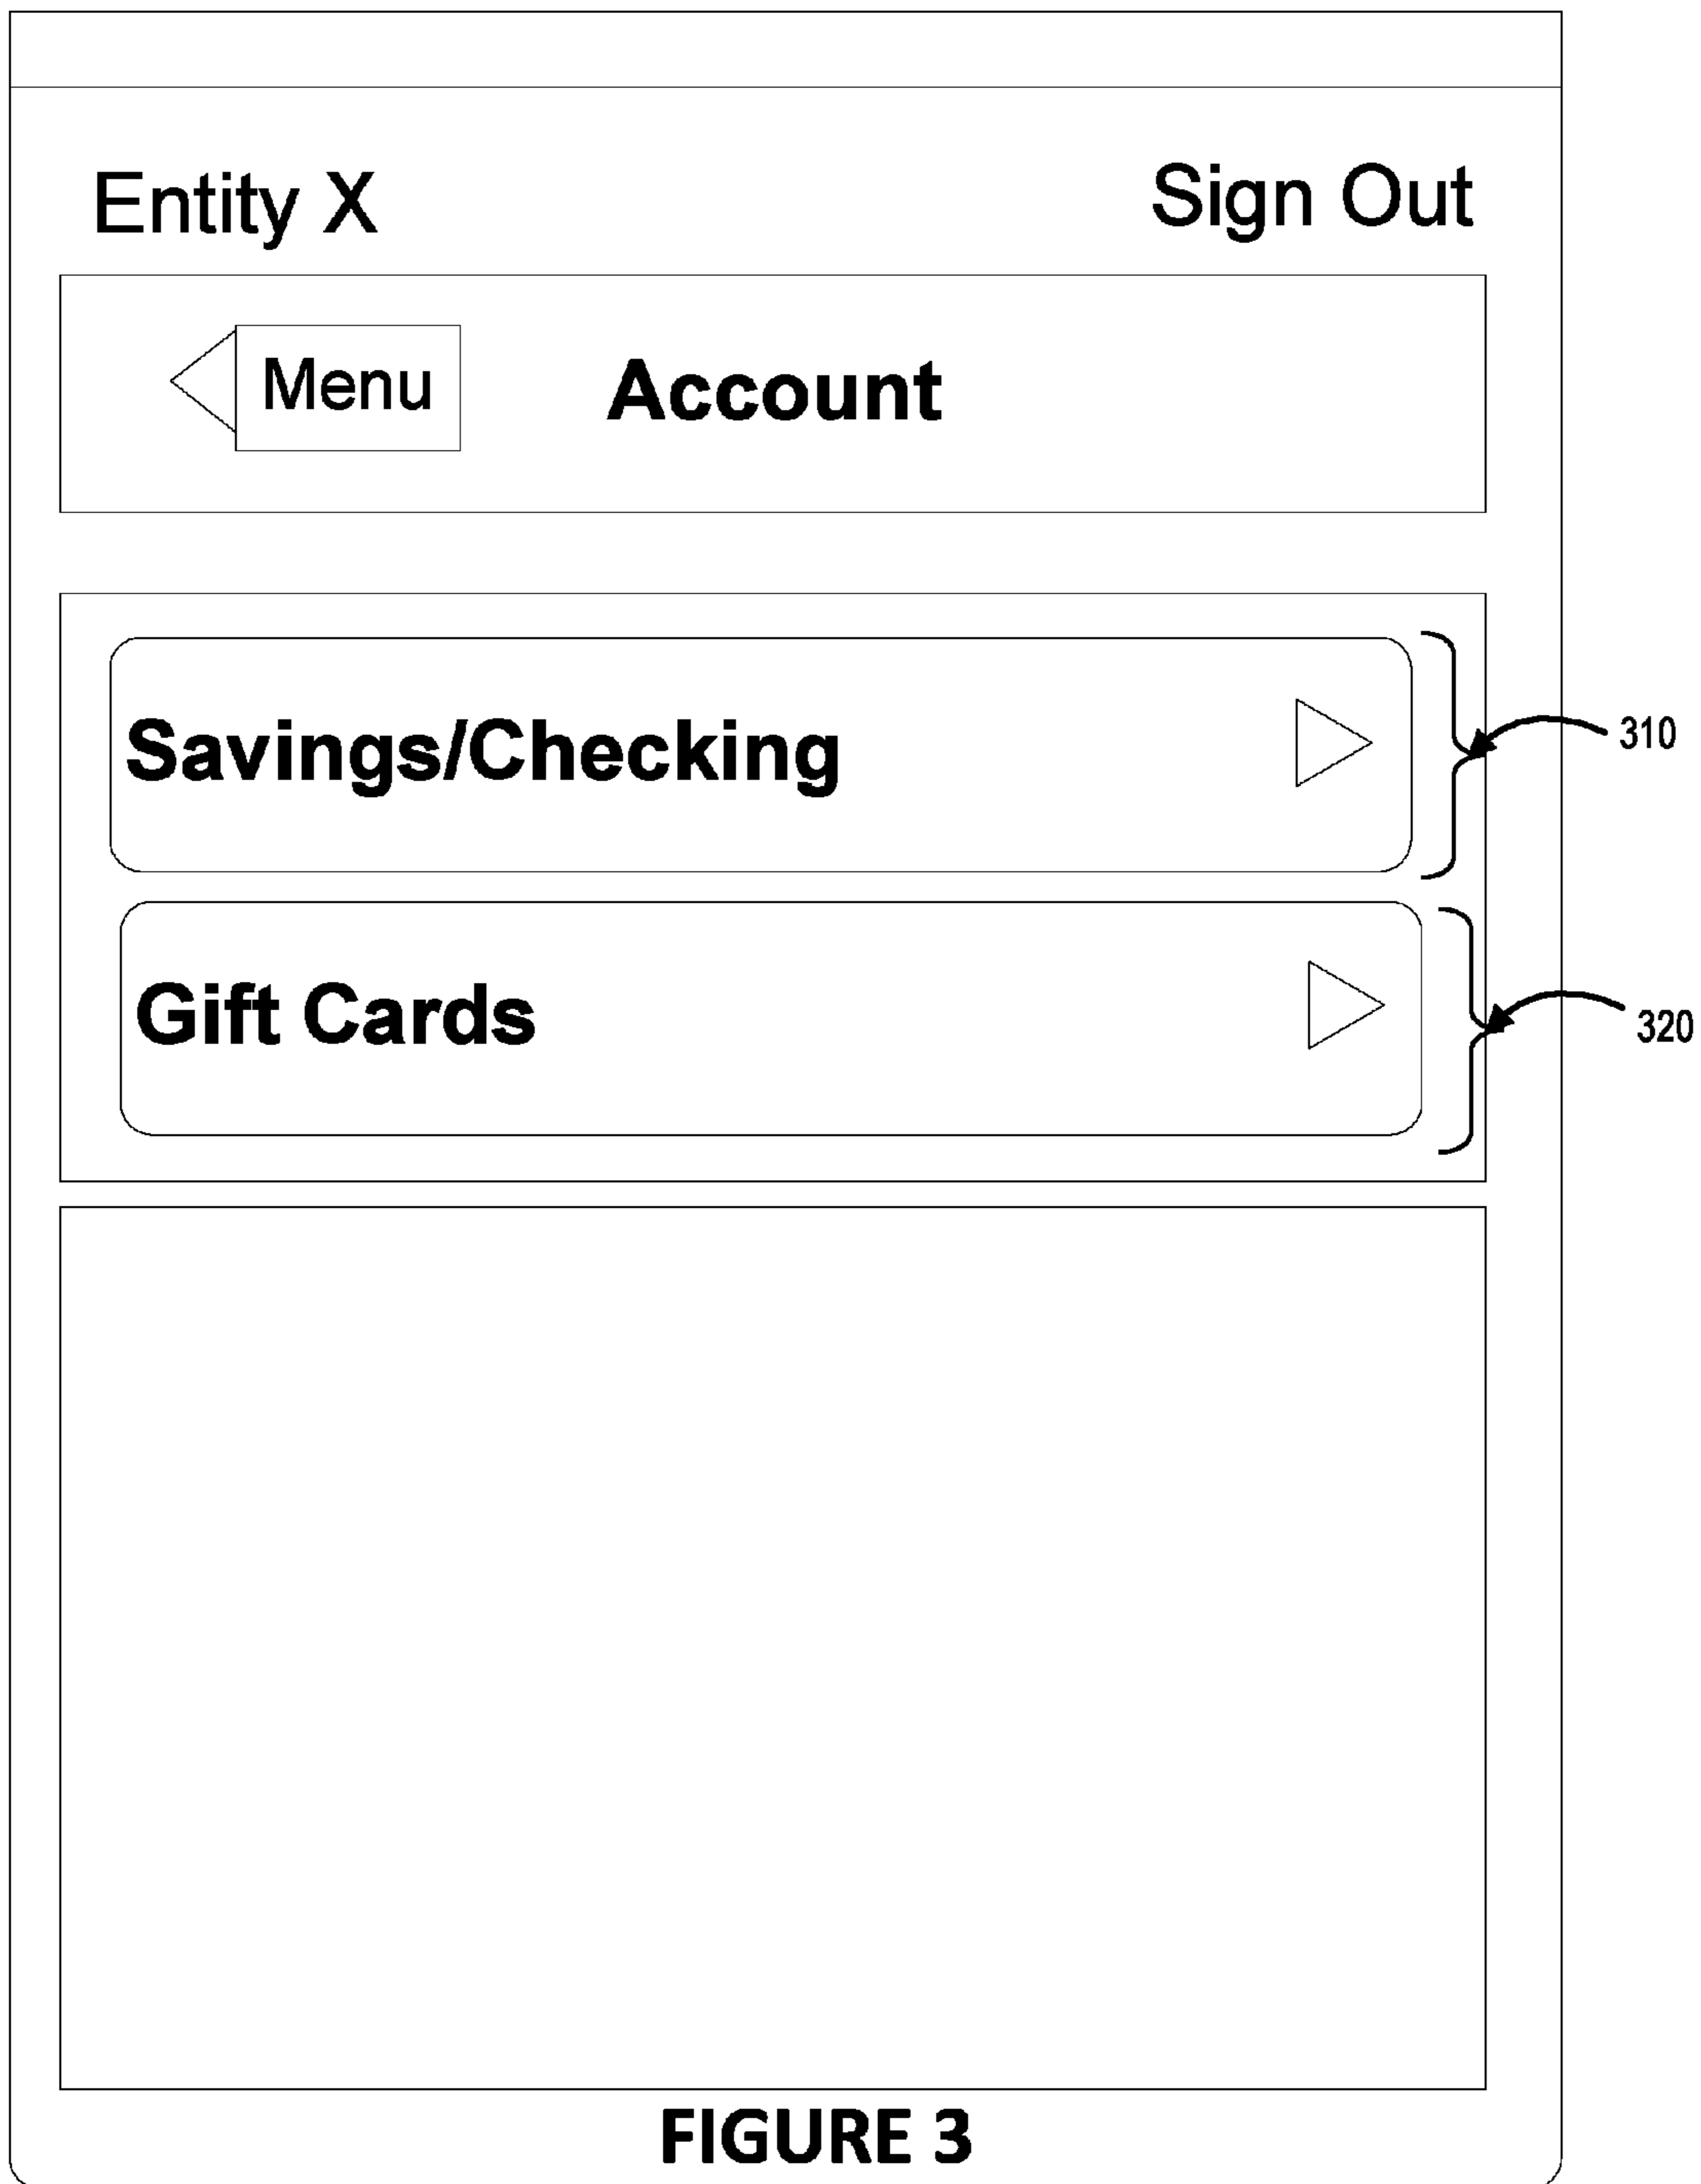 Entity X
Sign Out
Menu
Account
Savings/Checking
310
Gift Cards
320
FIGURE 3